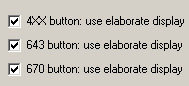 4XX button: use elaborate display
643 button: use elaborate display
670 button: use elaborate display